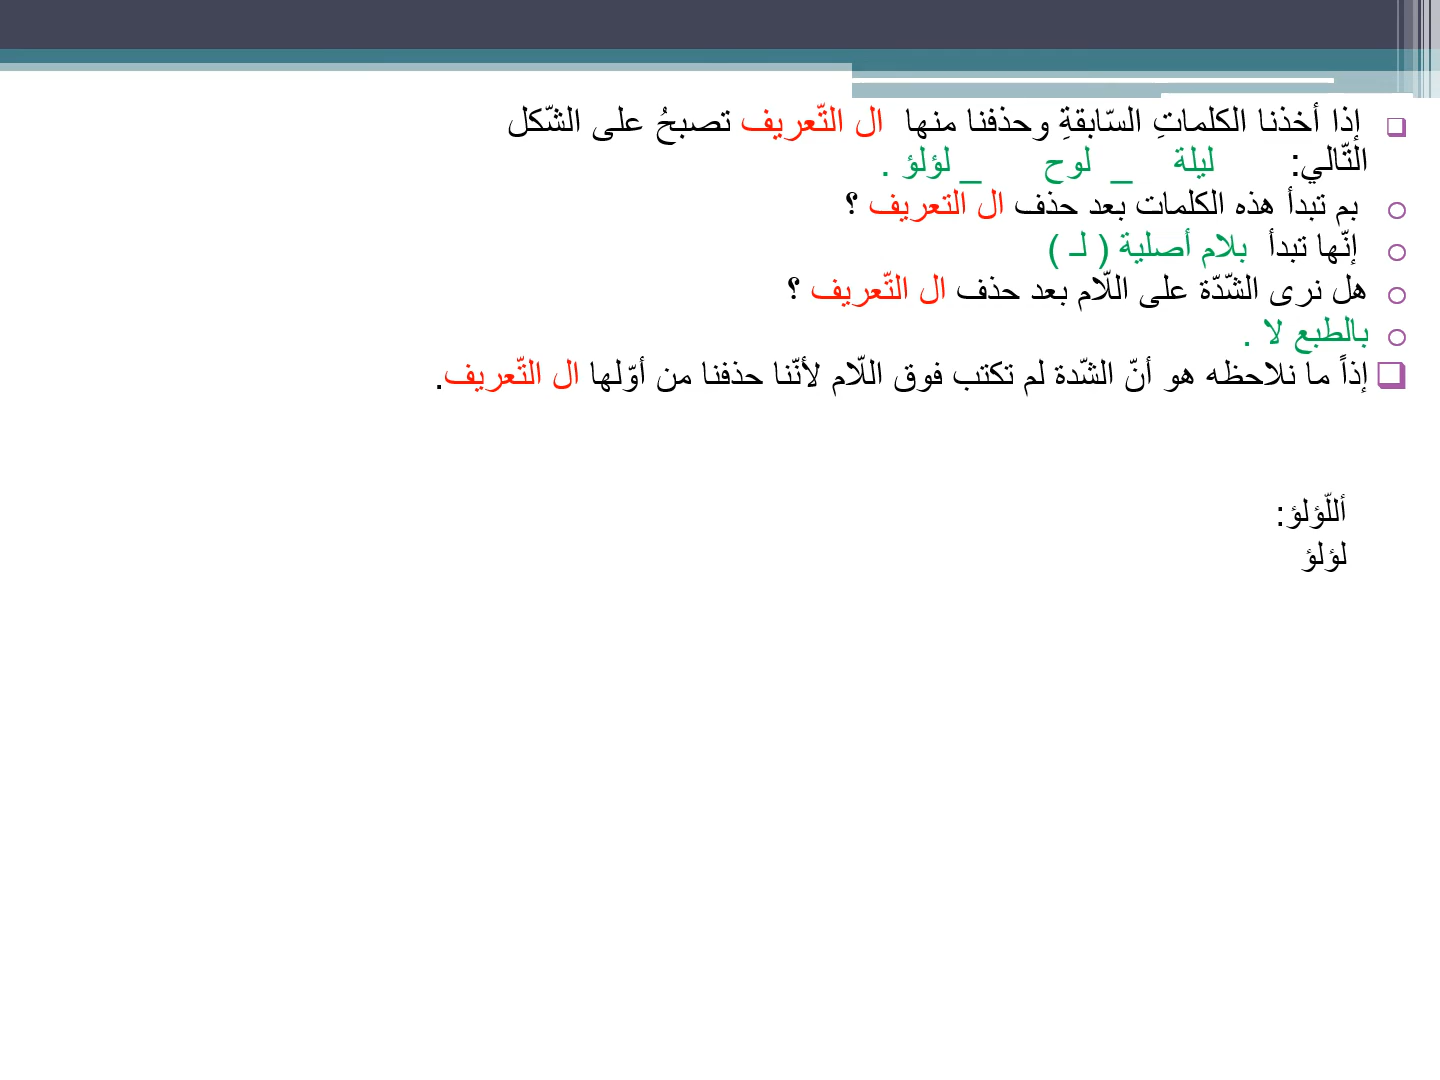 إذا أخذنا الكلماتِ السّابقةِ وحذفنا منها ال التّعريف تصبحُ على الشّكل
التّالي: ليلة _ لوح _ لؤلؤ .
بم تبدأ هذه الكلمات بعد حذف ال التعريف ؟
إنّها تبدأ بلام أصلية ( لـ )
هل نرى الشّدّة على اللّام بعد حذف ال التّعريف ؟
بالطبع لا .
إذاً ما نلاحظه هو أنّ الشّدة لم تكتب فوق اللّام لأنّنا حذفنا من أوّلها ال التّعريف.
أللّؤلؤ:
لؤلؤ